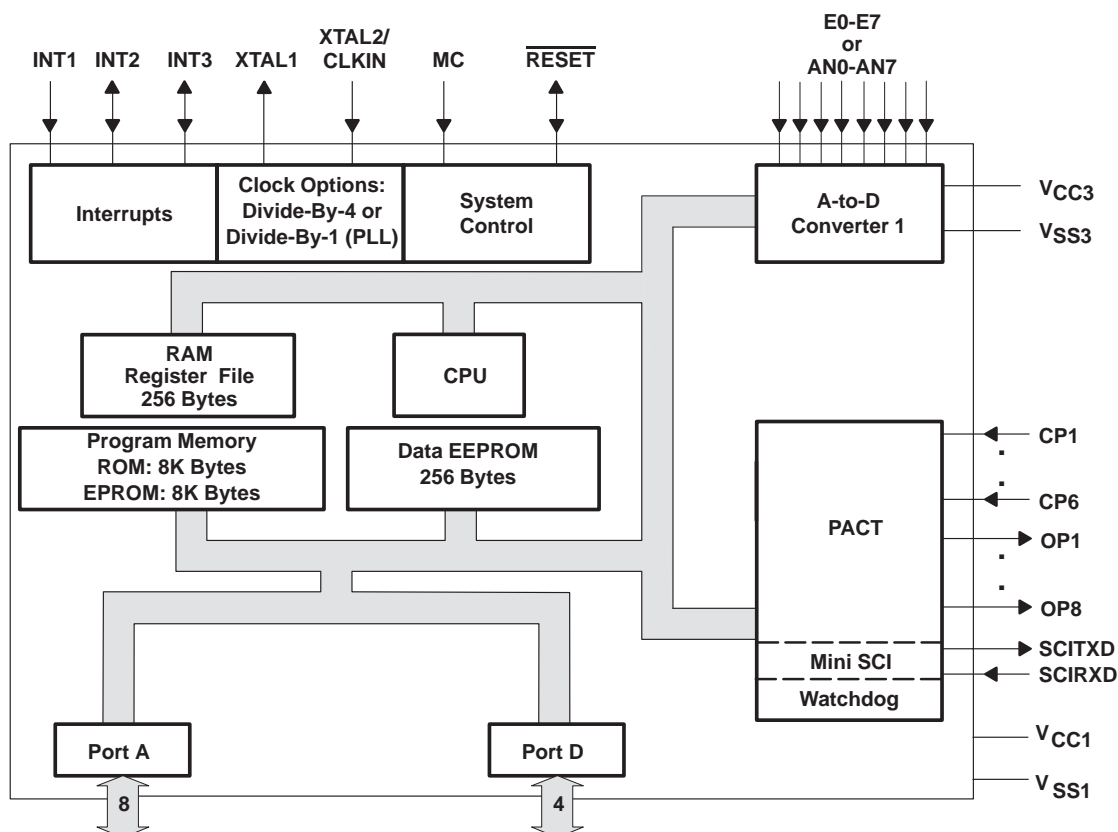 E0-E7
or
AN0-AN7
XTAL2/
CLKIN
INT1 INT2 INT3 XTAL1 MC RESET
Interrupts
Clock Options:
Divide-By-4 or
Divide-By-1 (PLL)
System
Control
A-to-D
Converter 1
VCC3
VSS3
RAM
Register File
256 Bytes
CPU
Program Memory
ROM: 8K Bytes
EPROM: 8K Bytes
Data EEPROM
256 Bytes
PACT
CP1
.
.
CP6
OP1
.
.
OP8
Mini SCI
SCITXD
SCIRXD
Watchdog
VCC1
VSS1
Port A
Port D
8
4